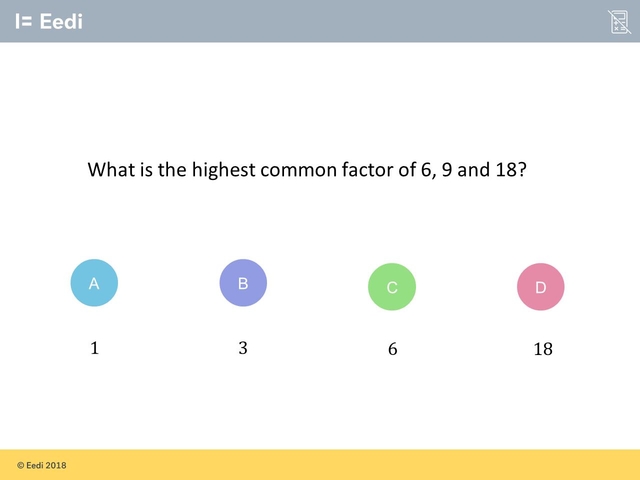 Eedi
What is the highest common factor of 6, 9 and 18?
A
B
C
D
1
3
6
18
© Eedi 2018